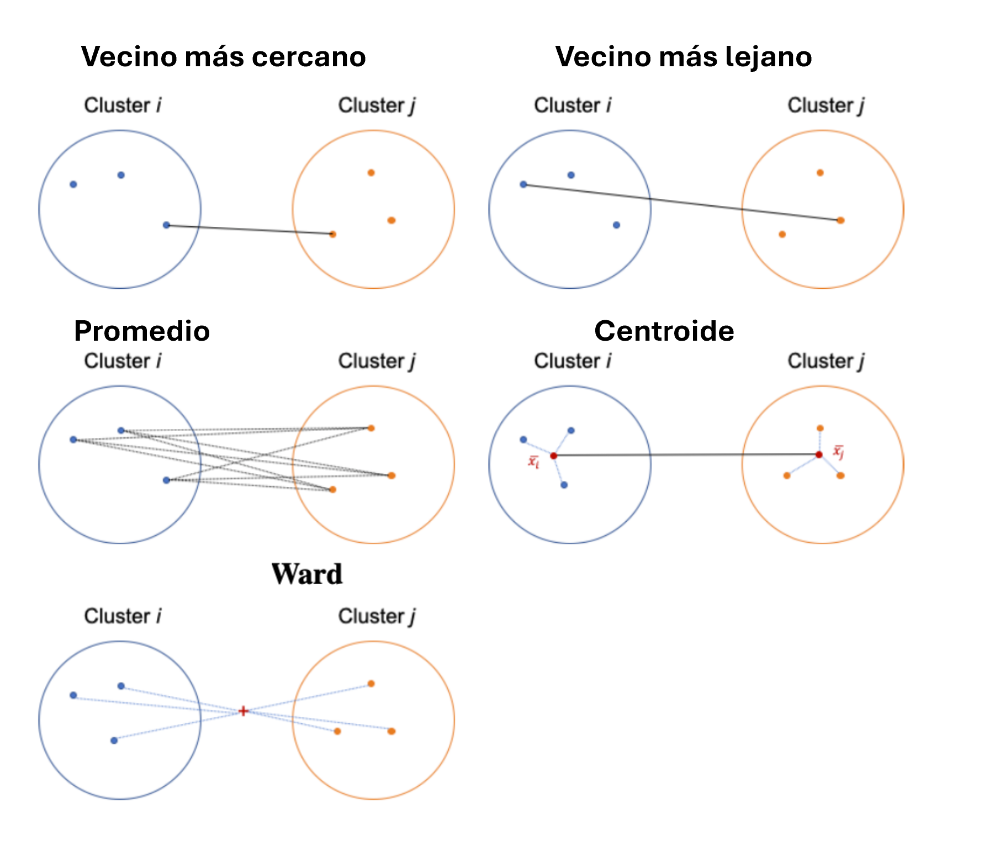 Vecino más cercano
Vecino más lejano
Cluster i
Cluster j
Cluster i
Cluster j
Promedio
Centroide
Cluster i
Cluster j
Cluster i
Cluster j
x̅ᵢ
x̅ⱼ
Ward
Cluster i
Cluster j